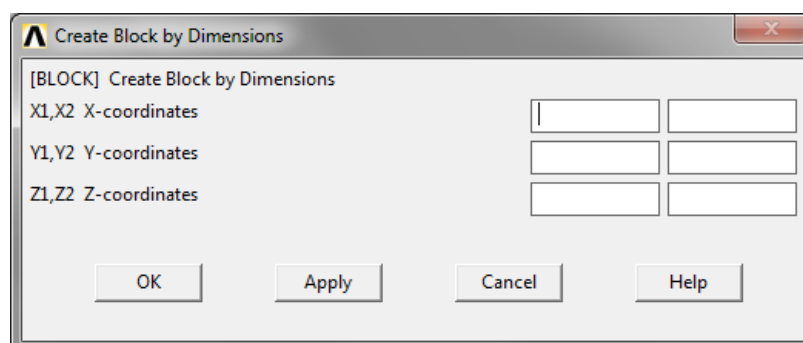 Create Block by Dimensions
[BLOCK] Create Block by Dimensions
X1,X2 X-coordinates
Y1,Y2 Y-coordinates
Z1,Z2 Z-coordinates
OK Apply Cancel Help